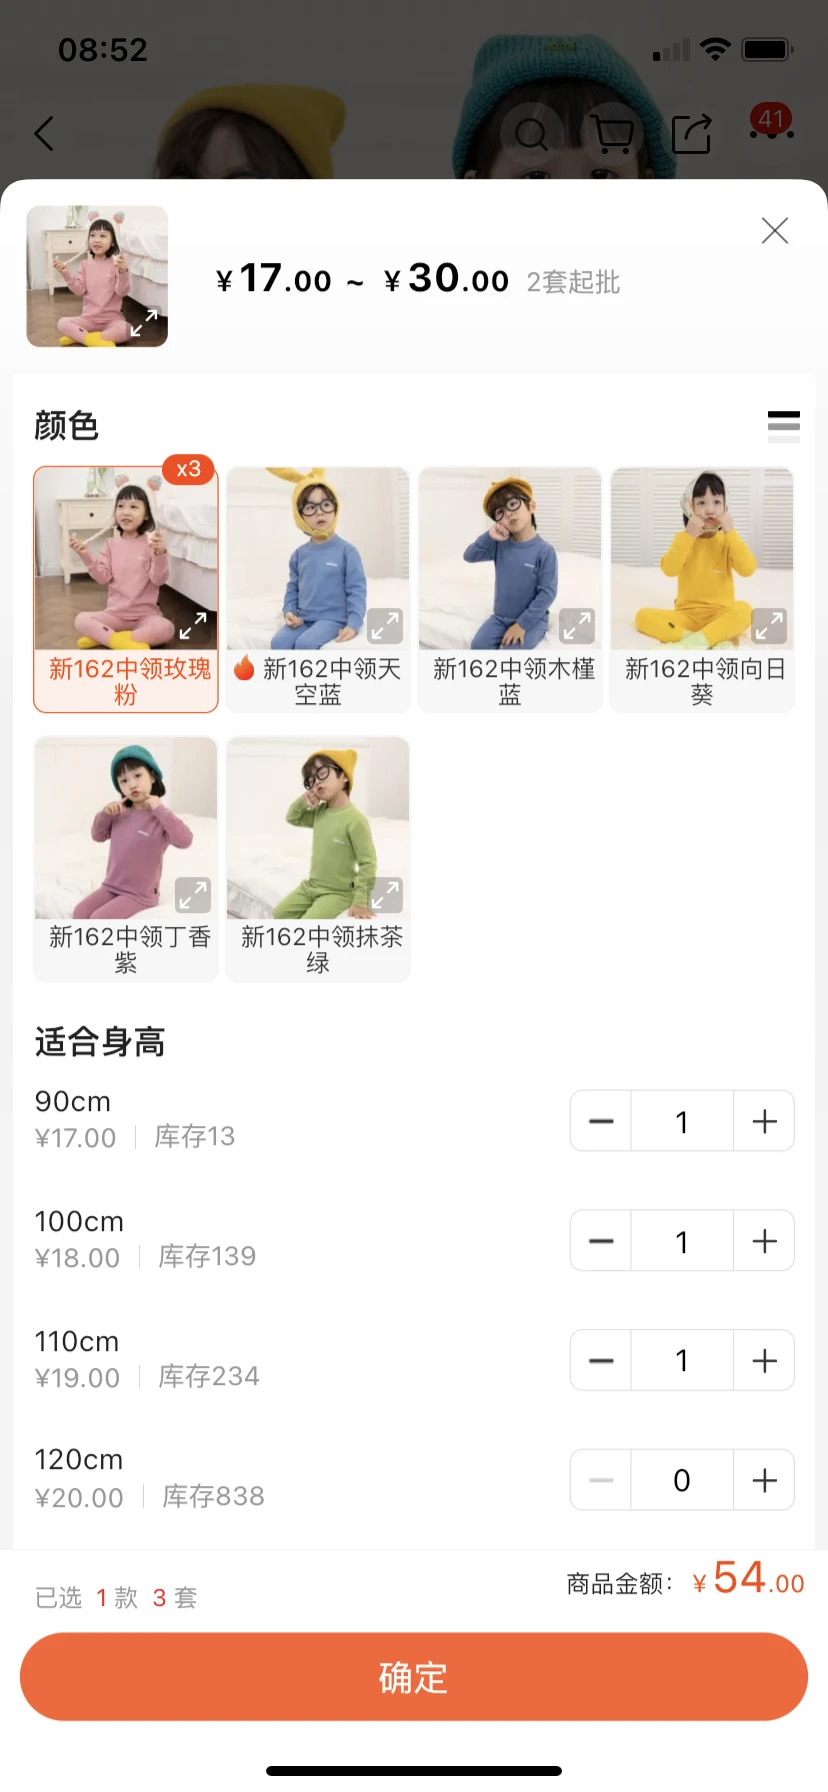 08:52
41
¥17.00 ~ ¥30.00 2套起批
颜色
x3
新162中领玫瑰
粉
🔥 新162中领天
空蓝
新162中领木槿
蓝
新162中领向日
葵
新162中领丁香
紫
新162中领抹茶
绿
适合身高
90cm
¥17.00 库存13
1
100cm
¥18.00 库存139
1
110cm
¥19.00 库存234
1
120cm
¥20.00 库存838
0
已选 1 款 3 套
商品金额: ¥54.00
确定